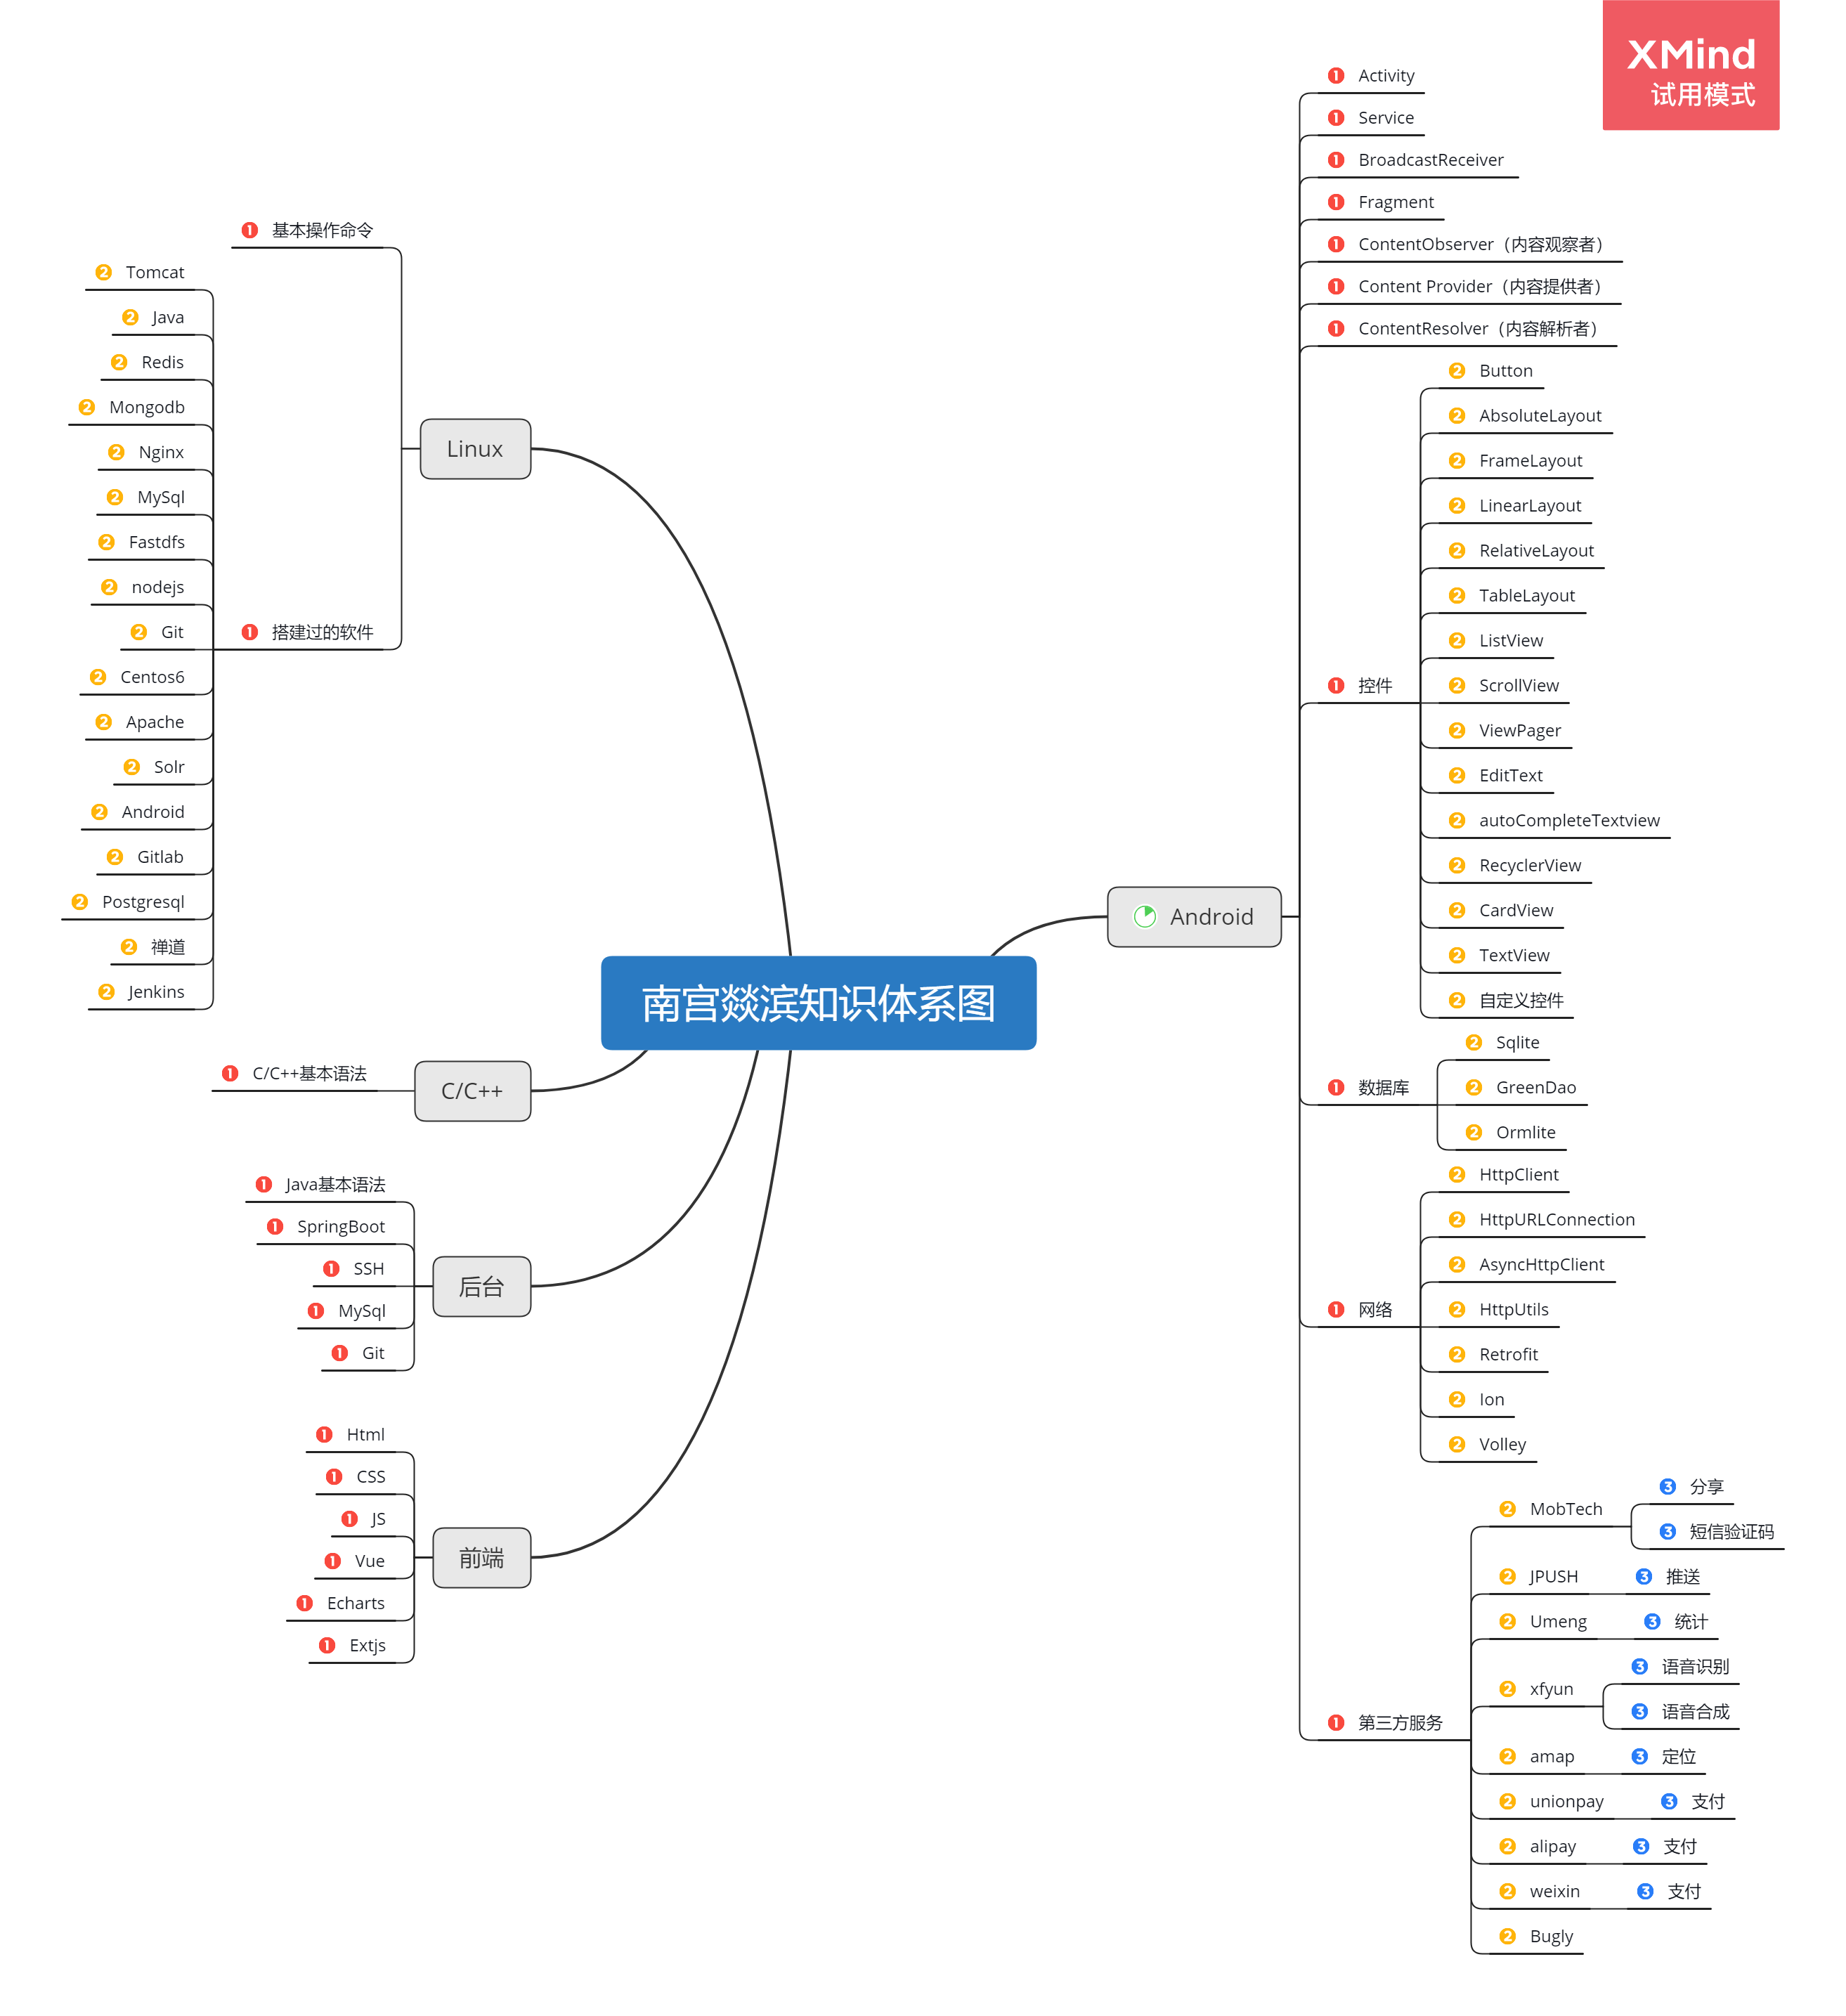 XMind
试用模式
南宫燚滨知识体系图
Android
1 Activity
1 Service
1 BroadcastReceiver
1 Fragment
1 ContentObserver（内容观察者）
1 Content Provider（内容提供者）
1 ContentResolver（内容解析者）
1 控件
2 Button
2 AbsoluteLayout
2 FrameLayout
2 LinearLayout
2 RelativeLayout
2 TableLayout
2 ListView
2 ScrollView
2 ViewPager
2 EditText
2 autoCompleteTextview
2 RecyclerView
2 CardView
2 TextView
2 自定义控件
1 数据库
2 Sqlite
2 GreenDao
2 Ormlite
1 网络
2 HttpClient
2 HttpURLConnection
2 AsyncHttpClient
2 HttpUtils
2 Retrofit
2 Ion
2 Volley
1 第三方服务
2 MobTech
3 分享
3 短信验证码
2 JPUSH
3 推送
2 Umeng
3 统计
2 xfyun
3 语音识别
3 语音合成
2 amap
3 定位
2 unionpay
3 支付
2 alipay
3 支付
2 weixin
3 支付
2 Bugly
Linux
1 基本操作命令
1 搭建过的软件
2 Tomcat
2 Java
2 Redis
2 Mongodb
2 Nginx
2 MySql
2 Fastdfs
2 nodejs
2 Git
2 Centos6
2 Apache
2 Solr
2 Android
2 Gitlab
2 Postgresql
2 禅道
2 Jenkins
C/C++
1 C/C++基本语法
后台
1 Java基本语法
1 SpringBoot
1 SSH
1 MySql
1 Git
前端
1 Html
1 CSS
1 JS
1 Vue
1 Echarts
1 Extjs